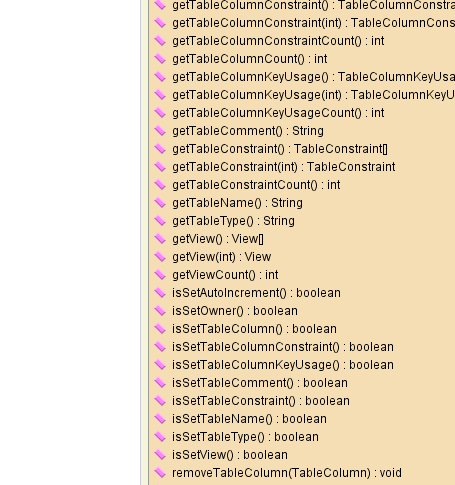 getTableColumnConstraint() : TableColumnConstra
getTableColumnConstraint(int) : TableColumnCons
getTableColumnConstraintCount() : int
getTableColumnCount() : int
getTableColumnKeyUsage() : TableColumnKeyUsa
getTableColumnKeyUsage(int) : TableColumnKeyU
getTableColumnKeyUsageCount() : int
getTableComment() : String
getTableConstraint() : TableConstraint[]
getTableConstraint(int) : TableConstraint
getTableConstraintCount() : int
getTableName() : String
getTableType() : String
getView() : View[]
getView(int) : View
getViewCount() : int
isSetAutoIncrement() : boolean
isSetOwner() : boolean
isSetTableColumn() : boolean
isSetTableColumnConstraint() : boolean
isSetTableColumnKeyUsage() : boolean
isSetTableComment() : boolean
isSetTableConstraint() : boolean
isSetTableName() : boolean
isSetTableType() : boolean
isSetView() : boolean
removeTableColumn(TableColumn) : void